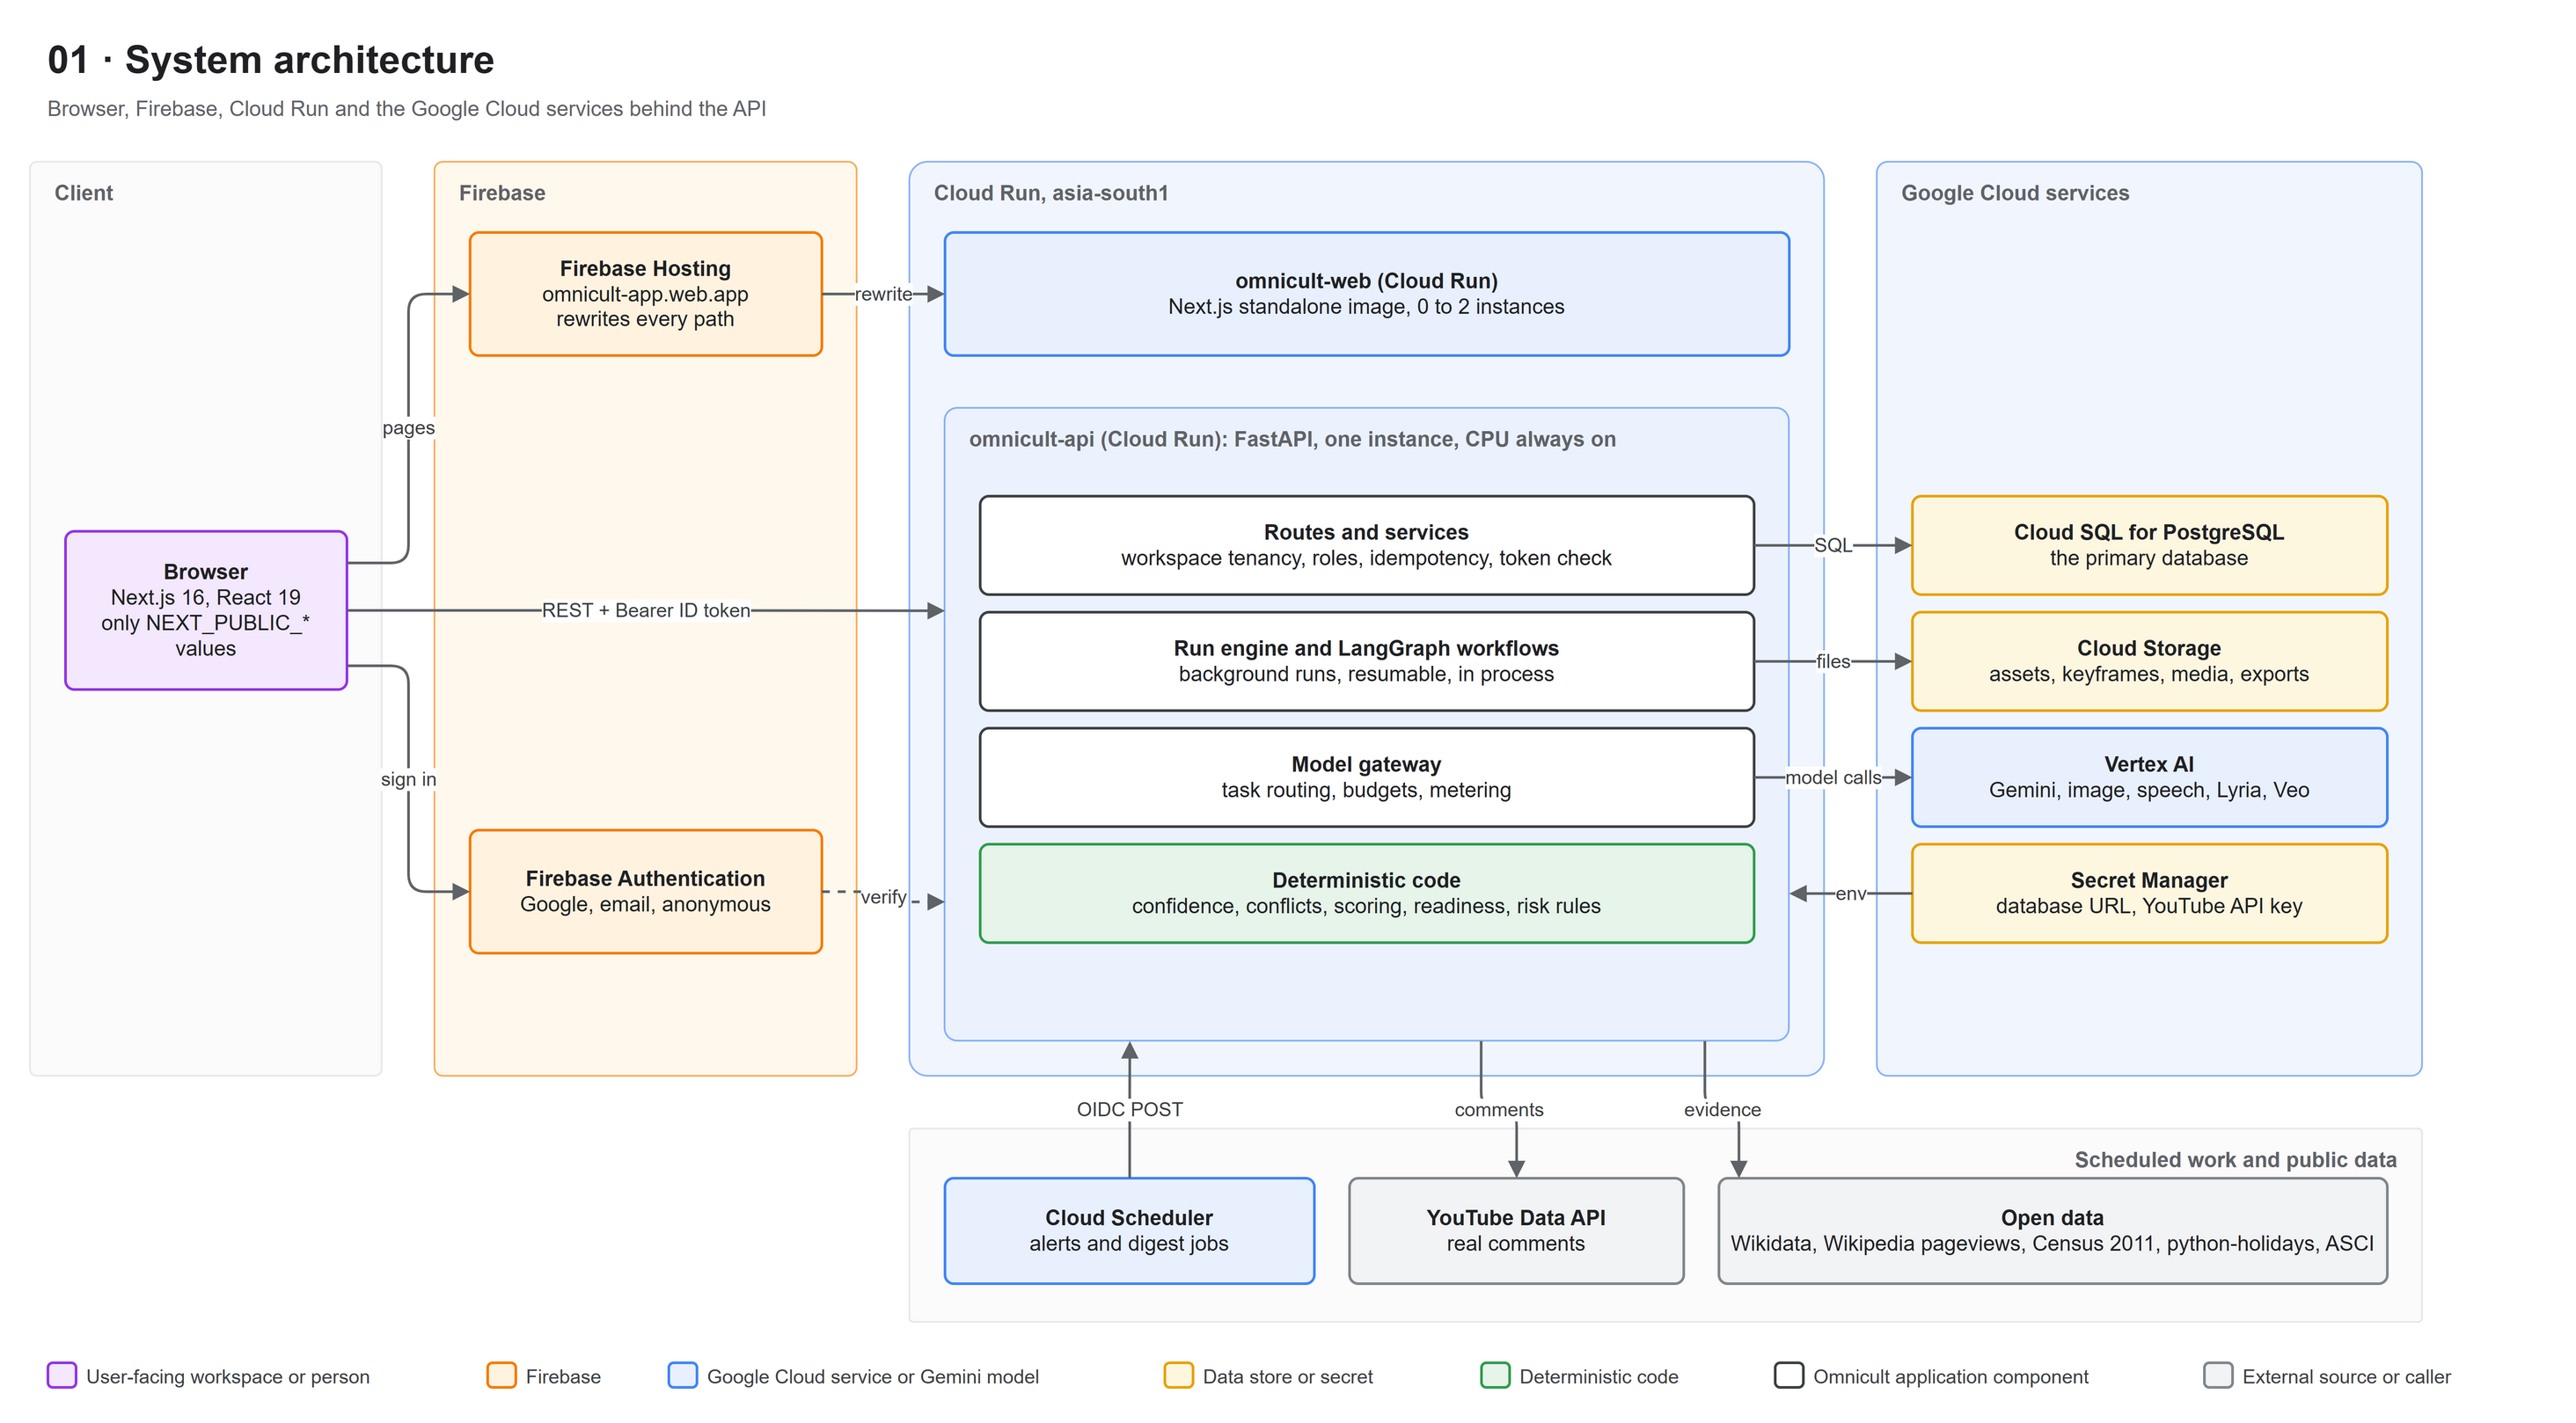 01 · System architecture
Browser, Firebase, Cloud Run and the Google Cloud services behind the API
Client
Firebase
Cloud Run, asia-south1
Google Cloud services
Firebase Hosting
omnicult-app.web.app
rewrites every path
rewrite
omnicult-web (Cloud Run)
Next.js standalone image, 0 to 2 instances
pages
omnicult-api (Cloud Run): FastAPI, one instance, CPU always on
Browser
Next.js 16, React 19
only NEXT_PUBLIC_*
values
REST + Bearer ID token
Routes and services
workspace tenancy, roles, idempotency, token check
SQL
Cloud SQL for PostgreSQL
the primary database
Run engine and LangGraph workflows
background runs, resumable, in process
files
Cloud Storage
assets, keyframes, media, exports
sign in
Model gateway
task routing, budgets, metering
model calls
Vertex AI
Gemini, image, speech, Lyria, Veo
Firebase Authentication
Google, email, anonymous
verify
Deterministic code
confidence, conflicts, scoring, readiness, risk rules
env
Secret Manager
database URL, YouTube API key
OIDC POST
comments
evidence
Scheduled work and public data
Cloud Scheduler
alerts and digest jobs
YouTube Data API
real comments
Open data
Wikidata, Wikipedia pageviews, Census 2011, python-holidays, ASCI
User-facing workspace or person
Firebase
Google Cloud service or Gemini model
Data store or secret
Deterministic code
Omnicult application component
External source or caller